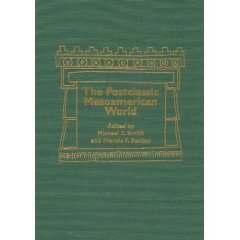 The Postclassic
Mesoamerican
World
Edited by
Michael E. Smith
and Frances F. Berdan